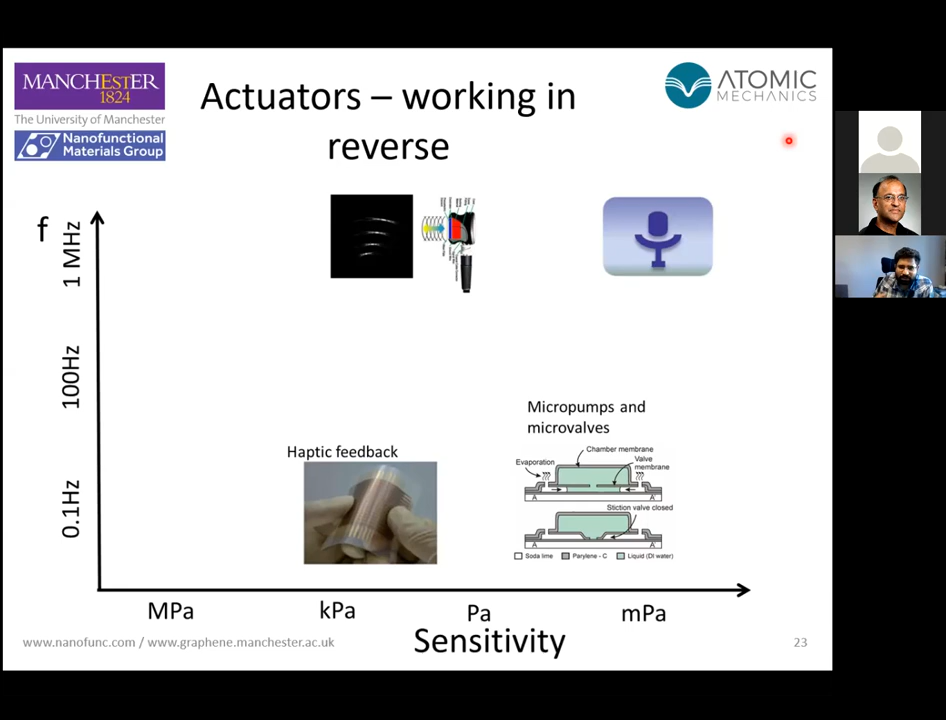 MANCHESTER
1824
The University of Manchester
Nanofunctional
Materials Group
Actuators – working in
reverse
ATOMIC
MECHANICS
f
1 MHz
100Hz
0.1Hz
Micropumps and
microvalves
Haptic feedback
Chamber membrane
Evaporation
Valve
membrane
A
A'
Stiction valve closed
A
A'
Soda lime
Parylene - C
Liquid (DI water)
MPa
kPa
Pa
mPa
Sensitivity
www.nanofunc.com / www.graphene.manchester.ac.uk
23